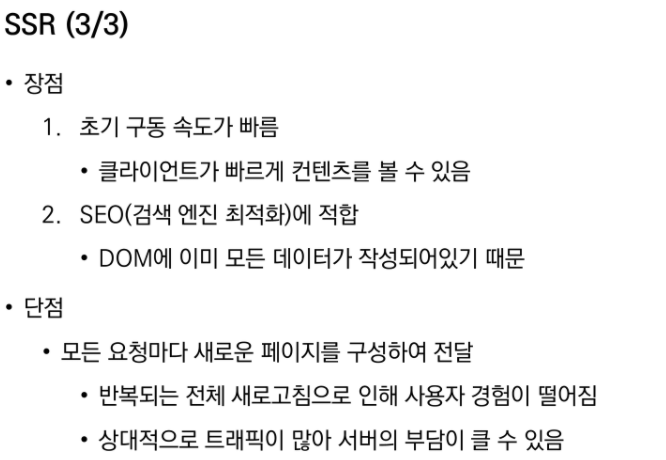 SSR (3/3)
• 장점
1. 초기 구동 속도가 빠름
• 클라이언트가 빠르게 컨텐츠를 볼 수 있음
2. SEO(검색 엔진 최적화)에 적합
• DOM에 이미 모든 데이터가 작성되어있기 때문
• 단점
• 모든 요청마다 새로운 페이지를 구성하여 전달
• 반복되는 전체 새로고침으로 인해 사용자 경험이 떨어짐
• 상대적으로 트래픽이 많아 서버의 부담이 클 수 있음